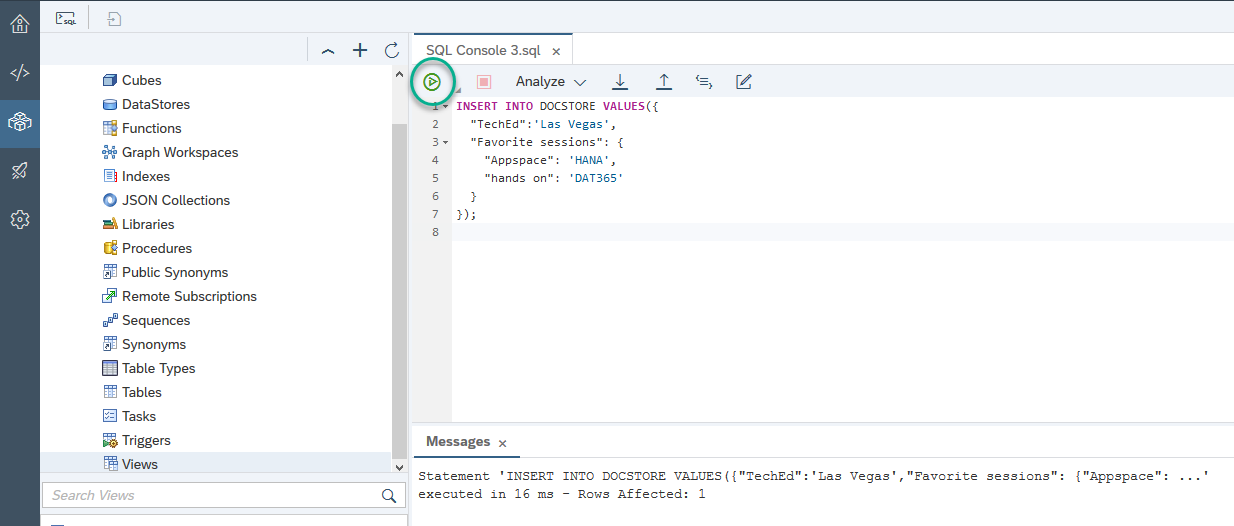 SQL
SQL Console 3.sql
Analyze
Cubes
DataStores
Functions
Graph Workspaces
Indexes
JSON Collections
Libraries
Procedures
Public Synonyms
Remote Subscriptions
Sequences
Synonyms
Table Types
Tables
Tasks
Triggers
Views
Search Views
1 INSERT INTO DOCSTORE VALUES({
2 "TechEd":'Las Vegas',
3 "Favorite sessions": {
4 "Appspace": 'HANA',
5 "hands on": 'DAT365'
6 }
7 });
8
Messages
Statement 'INSERT INTO DOCSTORE VALUES({"TechEd":'Las Vegas',"Favorite sessions": {"Appspace": ...'
executed in 16 ms - Rows Affected: 1